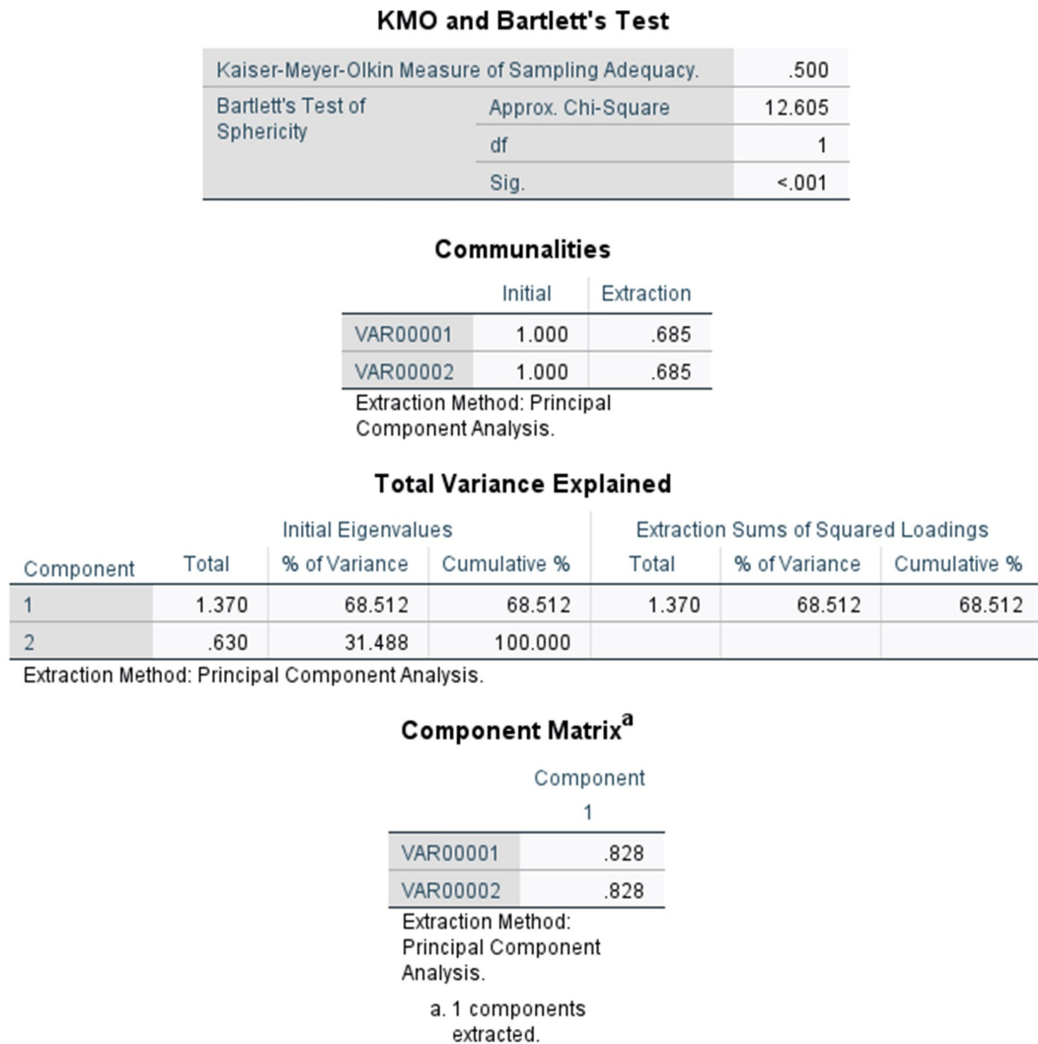 KMO and Bartlett's Test
Kaiser-Meyer-Olkin Measure of Sampling Adequacy. .500
Bartlett's Test of Sphericity Approx. Chi-Square 12.605
df 1
Sig. <.001
Communalities
Initial Extraction
VAR00001 1.000 .685
VAR00002 1.000 .685
Extraction Method: Principal
Component Analysis.
Total Variance Explained
Initial Eigenvalues Extraction Sums of Squared Loadings
Component Total % of Variance Cumulative % Total % of Variance Cumulative %
1 1.370 68.512 68.512 1.370 68.512 68.512
2 .630 31.488 100.000
Extraction Method: Principal Component Analysis.
Component Matrixa
Component
1
VAR00001 .828
VAR00002 .828
Extraction Method:
Principal Component
Analysis.
a. 1 components
extracted.